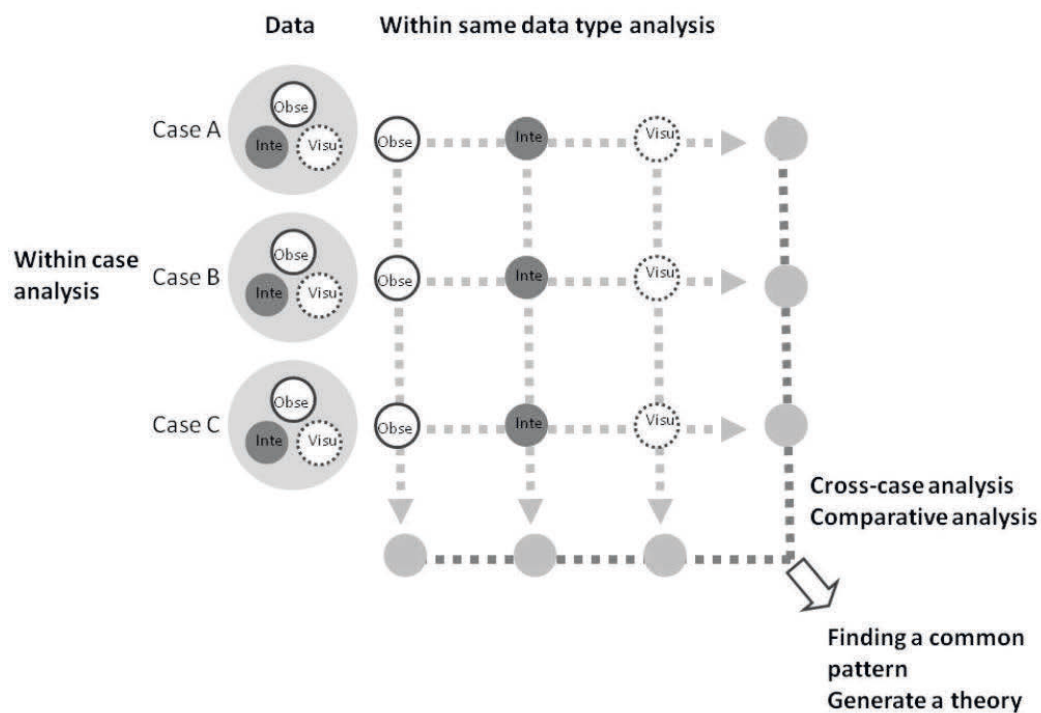 Data
Within same data type analysis
Case A
Obse
Inte
Visu
Obse
Inte
Visu
Within case
analysis
Case B
Obse
Inte
Visu
Obse
Inte
Visu
Case C
Obse
Inte
Visu
Obse
Inte
Visu
Cross-case analysis
Comparative analysis
Finding a common
pattern
Generate a theory